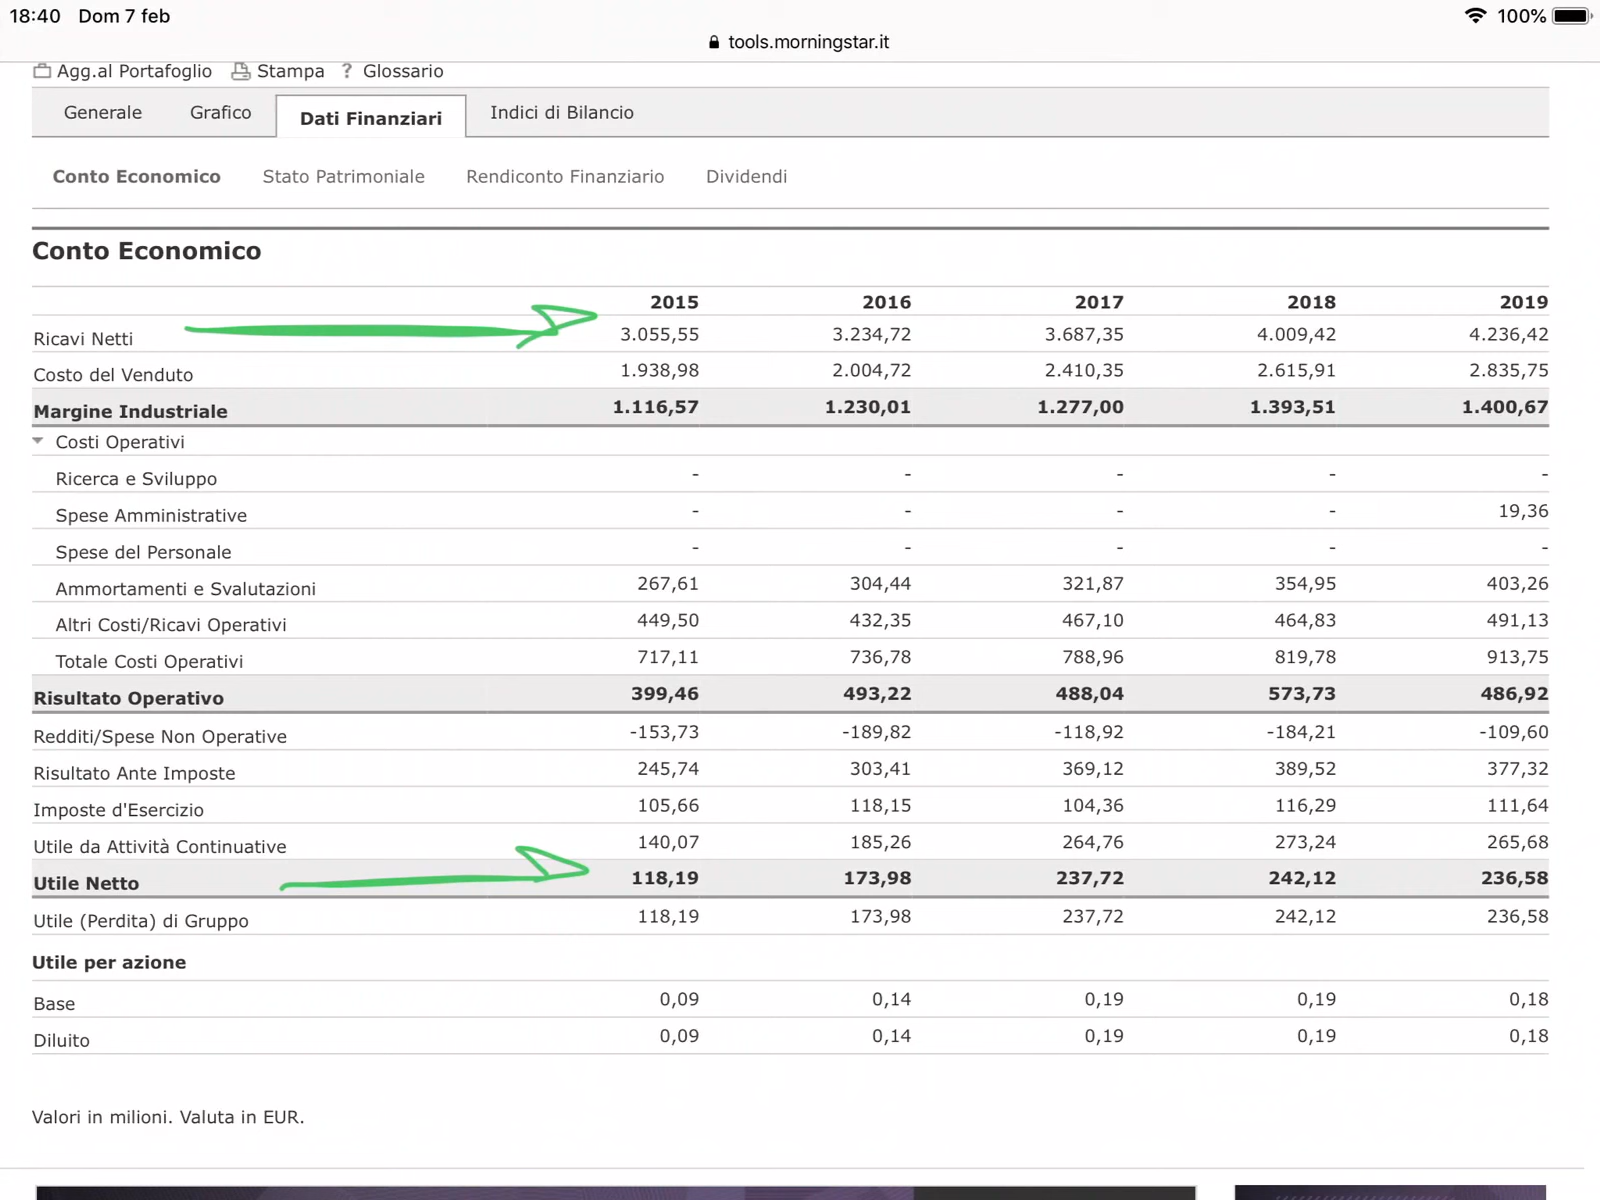 18:40 Dom 7 feb 100%
tools.morningstar.it
Agg.al Portafoglio Stampa ? Glossario
Generale Grafico Dati Finanziari Indici di Bilancio
Conto Economico Stato Patrimoniale Rendiconto Finanziario Dividendi
Conto Economico
2015 2016 2017 2018 2019
Ricavi Netti 3.055,55 3.234,72 3.687,35 4.009,42 4.236,42
Costo del Venduto 1.938,98 2.004,72 2.410,35 2.615,91 2.835,75
Margine Industriale 1.116,57 1.230,01 1.277,00 1.393,51 1.400,67
Costi Operativi
Ricerca e Sviluppo - - - - -
Spese Amministrative - - - - 19,36
Spese del Personale - - - - -
Ammortamenti e Svalutazioni 267,61 304,44 321,87 354,95 403,26
Altri Costi/Ricavi Operativi 449,50 432,35 467,10 464,83 491,13
Totale Costi Operativi 717,11 736,78 788,96 819,78 913,75
Risultato Operativo 399,46 493,22 488,04 573,73 486,92
Redditi/Spese Non Operative -153,73 -189,82 -118,92 -184,21 -109,60
Risultato Ante Imposte 245,74 303,41 369,12 389,52 377,32
Imposte d'Esercizio 105,66 118,15 104,36 116,29 111,64
Utile da Attività Continuative 140,07 185,26 264,76 273,24 265,68
Utile Netto 118,19 173,98 237,72 242,12 236,58
Utile (Perdita) di Gruppo 118,19 173,98 237,72 242,12 236,58
Utile per azione
Base 0,09 0,14 0,19 0,19 0,18
Diluito 0,09 0,14 0,19 0,19 0,18
Valori in milioni. Valuta in EUR.